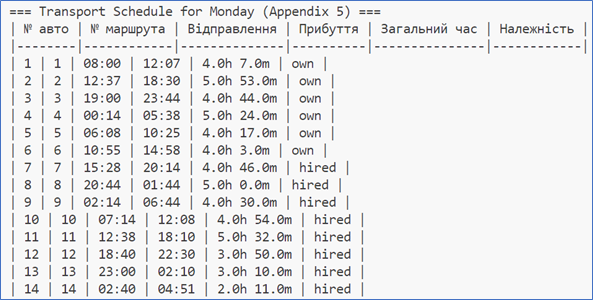 === Transport Schedule for Monday (Appendix 5) ===
| № авто | № маршрута | Відправлення | Прибуття | Загальний час | Належність |
|--------|------------|--------------|----------|---------------|------------|
| 1 | 1 | 08:00 | 12:07 | 4.0h 7.0m | own |
| 2 | 2 | 12:37 | 18:30 | 5.0h 53.0m | own |
| 3 | 3 | 19:00 | 23:44 | 4.0h 44.0m | own |
| 4 | 4 | 00:14 | 05:38 | 5.0h 24.0m | own |
| 5 | 5 | 06:08 | 10:25 | 4.0h 17.0m | own |
| 6 | 6 | 10:55 | 14:58 | 4.0h 3.0m | own |
| 7 | 7 | 15:28 | 20:14 | 4.0h 46.0m | hired |
| 8 | 8 | 20:44 | 01:44 | 5.0h 0.0m | hired |
| 9 | 9 | 02:14 | 06:44 | 4.0h 30.0m | hired |
| 10 | 10 | 07:14 | 12:08 | 4.0h 54.0m | hired |
| 11 | 11 | 12:38 | 18:10 | 5.0h 32.0m | hired |
| 12 | 12 | 18:40 | 22:30 | 3.0h 50.0m | hired |
| 13 | 13 | 23:00 | 02:10 | 3.0h 10.0m | hired |
| 14 | 14 | 02:40 | 04:51 | 2.0h 11.0m | hired |